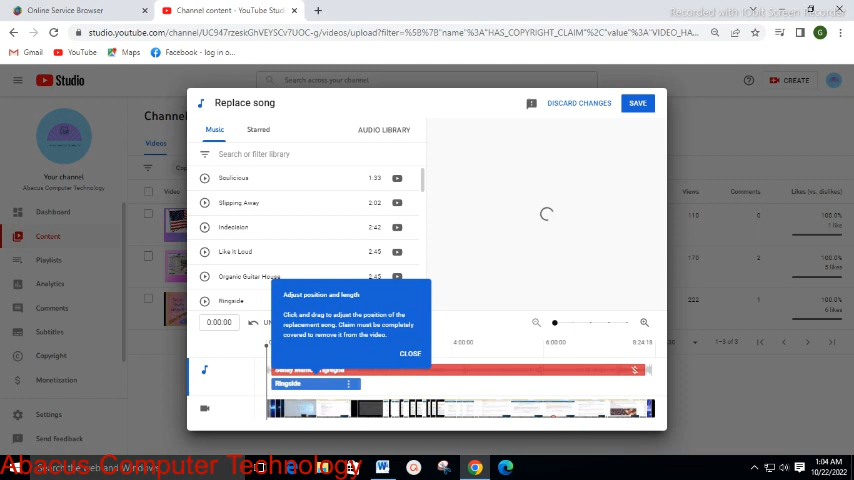 Online Service Browser
Channel content - YouTube Stud
Recorded with IObit Screen Recorder
studio.youtube.com/channel/UC947rzeskGhVEYSCv7UOC-g/videos/upload?filter=%5B%7B"name"%3A"HAS_COPYRIGHT_CLAIM"%2C"value"%3A"VIDEO_HA...
G
Gmail
YouTube
Maps
Facebook - log in o...
Studio
Search across your channel
CREATE
Replace song
DISCARD CHANGES
SAVE
Your channel
Abacus Computer Technology
Dashboard
Content
Playlists
Analytics
Comments
Subtitles
Copyright
Monetization
Settings
Send feedback
Videos
Video
Music
Starred
AUDIO LIBRARY
Search or filter library
Soulicious
1:33
Slipping Away
2:02
Indecision
2:42
Like It Loud
2:45
Organic Guitar House
2:45
Ringside
Adjust position and length
Click and drag to adjust the position of the
replacement song. Claim must be completely
covered to remove it from the video.
CLOSE
0:00:00
UN
4:00:00
6:00:00
8:24:18
Ringside
Views
Comments
Likes (vs. dislikes)
110
0
100.0%
1 like
100.0%
222
1
100.0%
6 likes
1–3 of 3
Search the web and Windows
Abacus Computer Technology
1:04 AM
10/22/2022